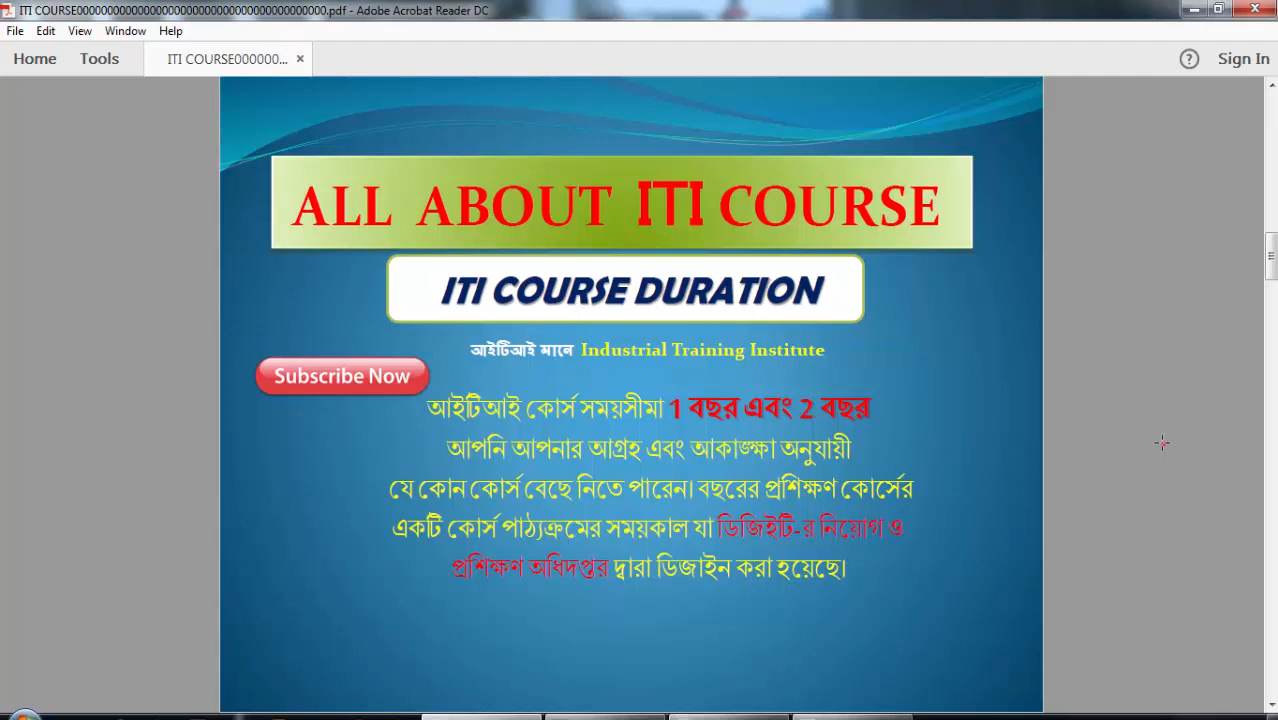 ITI COURSE00000000000000000000000000000000000000000.pdf - Adobe Acrobat Reader DC
File Edit View Window Help
Home Tools ITI COURSE000000... × ? Sign In
ALL ABOUT ITI COURSE
ITI COURSE DURATION
আইটিআই মানে Industrial Training Institute
Subscribe Now
আইটিআই কোর্স সময়সীমা 1 বছর এবং 2 বছর
আপনি আপনার আগ্রহ এবং আকাঙ্ক্ষা অনুযায়ী
যে কোন কোর্স বেছে নিতে পারেন। বছরের প্রশিক্ষণ কোর্সের
একটি কোর্স পাঠ্যক্রমের সময়কাল যা ডিজিইটি-র নিয়োগ ও
প্রশিক্ষণ অধিদপ্তর দ্বারা ডিজাইন করা হয়েছে।